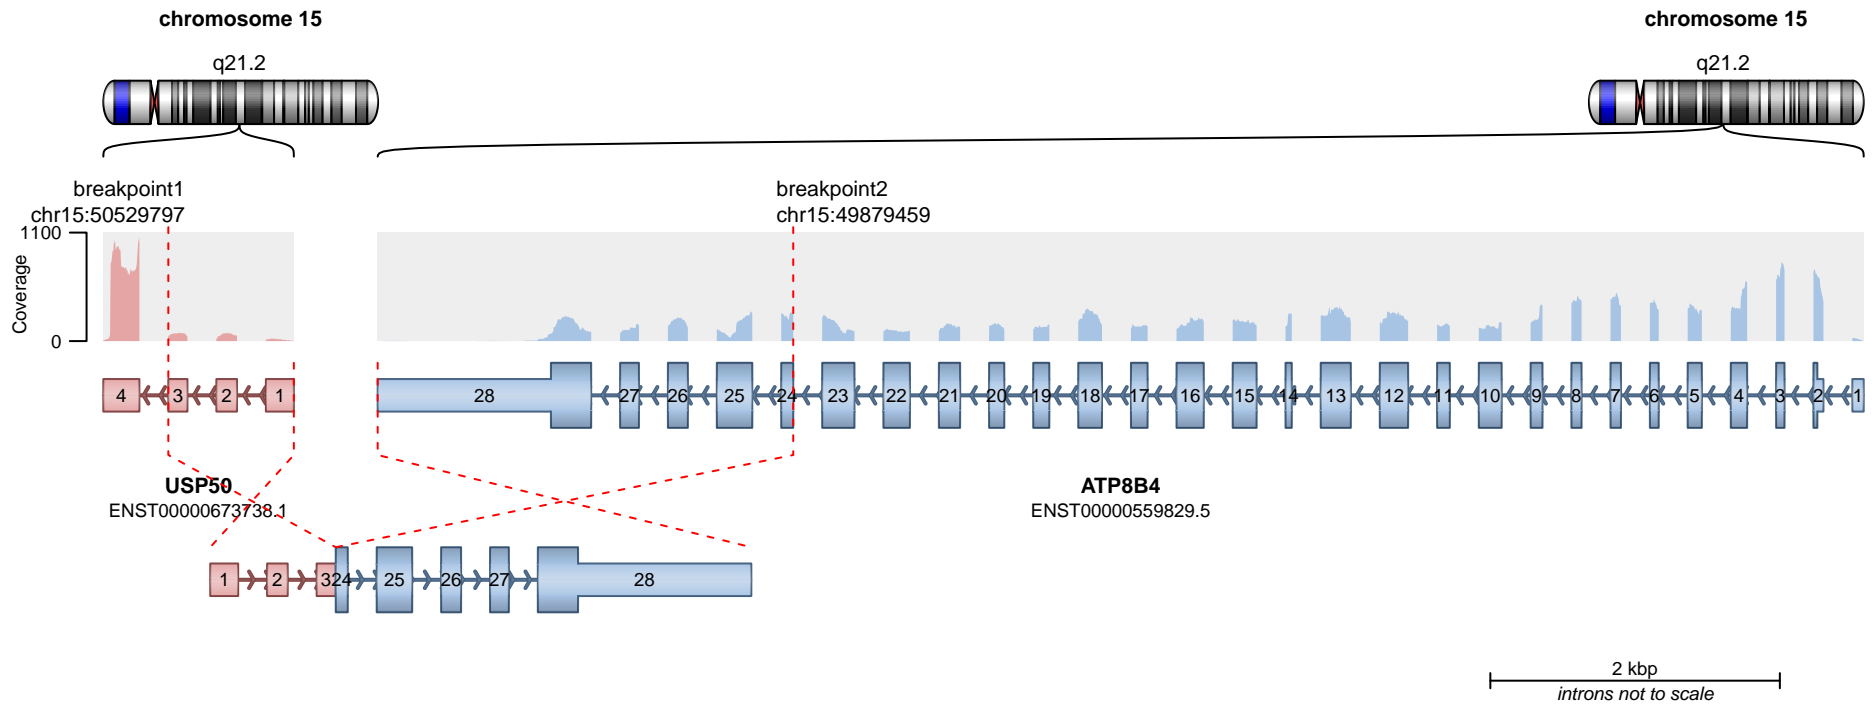 chromosome 15
chromosome 15
q21.2
q21.2
breakpoint1
chr15:50529797
breakpoint2
chr15:49879459
1100
0
Coverage
4 3 2 1
28 27 26 25 24 23 22 21 20 19 18 17 16 15 14 13 12 11 10 9 8 7 6 5 4 3 2 1
USP50
ENST00000673738.1
ATP8B4
ENST00000559829.5
1 2 3 24 25 26 27 28
2 kbp
introns not to scale